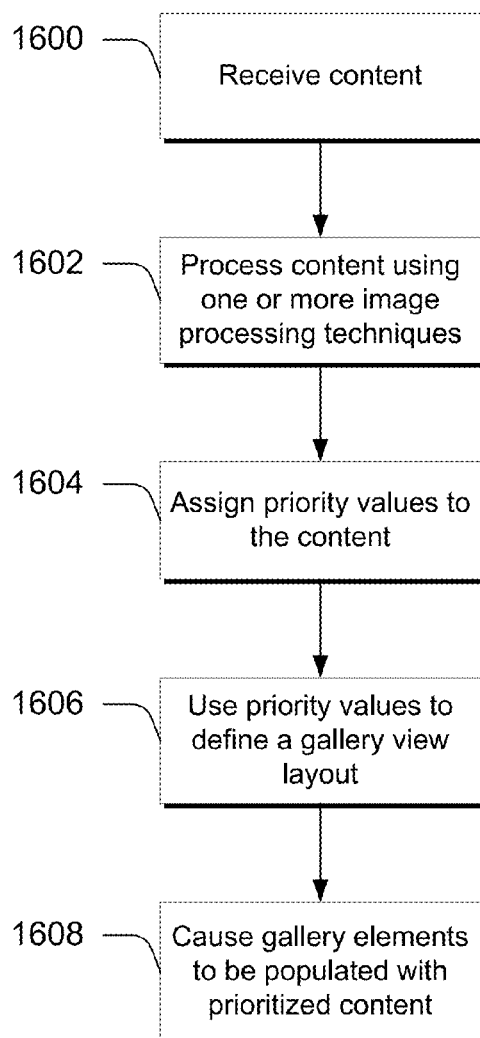 1600
Receive content
1602
Process content using
one or more image
processing techniques
1604
Assign priority values to
the content
1606
Use priority values to
define a gallery view
layout
1608
Cause gallery elements
to be populated with
prioritized content